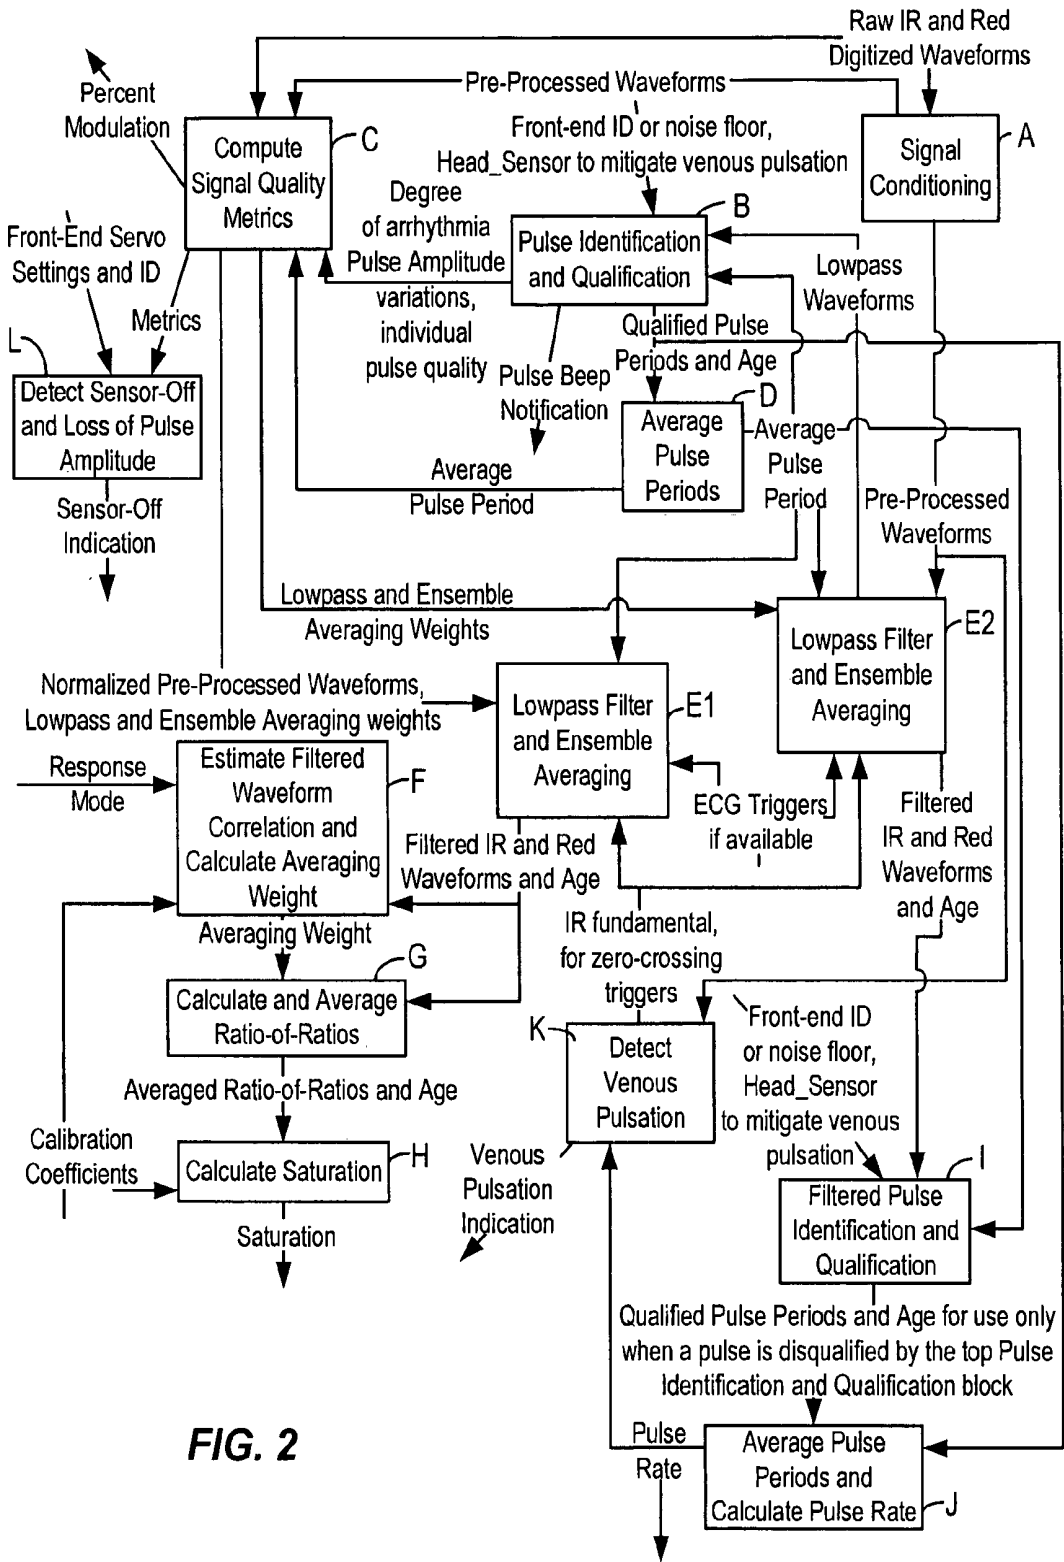 Raw IR and Red
Digitized Waveforms
Percent
Modulation
Pre-Processed Waveforms
Front-end ID or noise floor,
Head_Sensor to mitigate venous pulsation
Compute
Signal Quality
Metrics
C
Signal
Conditioning
A
Degree
of arrhythmia
Pulse Amplitude
variations,
individual
pulse quality
Pulse Identification
and Qualification
B
Lowpass
Waveforms
Front-End Servo
Settings and ID
Metrics
L
Detect Sensor-Off
and Loss of Pulse
Amplitude
Sensor-Off
Indication
Qualified Pulse
Periods and Age
Pulse Beep
Notification
D
Average
Pulse
Periods
Average
Pulse
Period
Average
Pulse Period
Pre-Processed
Waveforms
Lowpass and Ensemble
Averaging Weights
Lowpass Filter
and Ensemble
Averaging
E2
Normalized Pre-Processed Waveforms,
Lowpass and Ensemble Averaging weights
Lowpass Filter
and Ensemble
Averaging
E1
Response
Mode
Estimate Filtered
Waveform
Correlation and
Calculate Averaging
Weight
F
ECG Triggers
if available
Filtered IR and Red
Waveforms and Age
Filtered
IR and Red
Waveforms
and Age
Averaging Weight
IR fundamental,
for zero-crossing
triggers
G
Calculate and Average
Ratio-of-Ratios
Averaged Ratio-of-Ratios and Age
K
Detect
Venous
Pulsation
Front-end ID
or noise floor,
Head_Sensor
to mitigate venous
pulsation
Calibration
Coefficients
Calculate Saturation
H
Saturation
Venous
Pulsation
Indication
I
Filtered Pulse
Identification and
Qualification
Qualified Pulse Periods and Age for use only
when a pulse is disqualified by the top Pulse
Identification and Qualification block
Pulse
Rate
Average Pulse
Periods and
Calculate Pulse Rate
J
FIG. 2